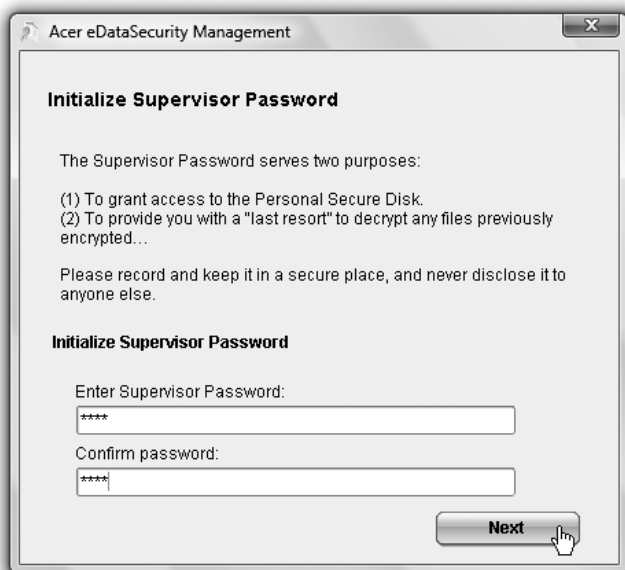 Acer eDataSecurity Management
X
Initialize Supervisor Password
The Supervisor Password serves two purposes:
(1) To grant access to the Personal Secure Disk.
(2) To provide you with a "last resort" to decrypt any files previously
encrypted...
Please record and keep it in a secure place, and never disclose it to
anyone else.
Initialize Supervisor Password
Enter Supervisor Password:
****
Confirm password:
****
Next